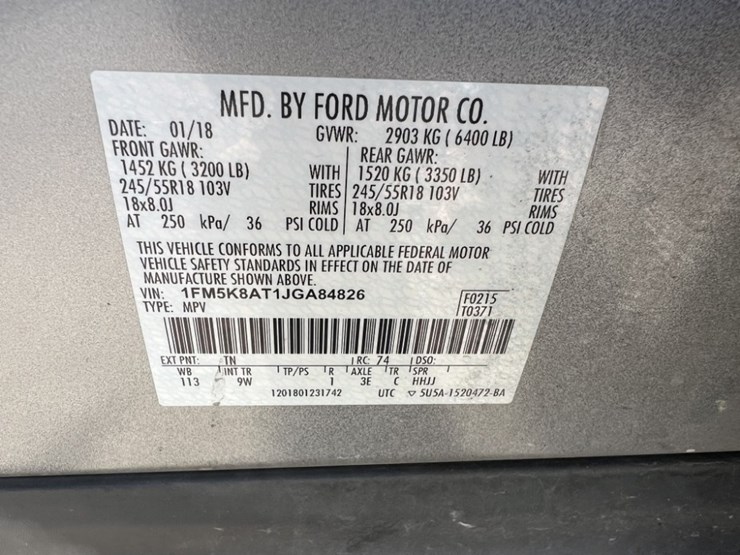 MFD. BY FORD MOTOR CO.
DATE: 01/18 GVWR: 2903 KG ( 6400 LB)
FRONT GAWR: REAR GAWR:
1452 KG ( 3200 LB) WITH 1520 KG ( 3350 LB) WITH
245/55R18 103V TIRES 245/55R18 103V TIRES
18x8.0J RIMS 18x8.0J RIMS
AT 250 kPa/ 36 PSI COLD AT 250 kPa/ 36 PSI COLD
THIS VEHICLE CONFORMS TO ALL APPLICABLE FEDERAL MOTOR
VEHICLE SAFETY STANDARDS IN EFFECT ON THE DATE OF
MANUFACTURE SHOWN ABOVE.
VIN: 1FM5K8AT1JGA84826 F0215
TYPE: MPV T0371
EXT PNT: TN RC: 74 DSO:
WB INT TR TP/PS R AXLE TR SPR
113 9W 1 3E C HHJJ
1201801231742 UTC ▽ 5U5A-1520472-BA